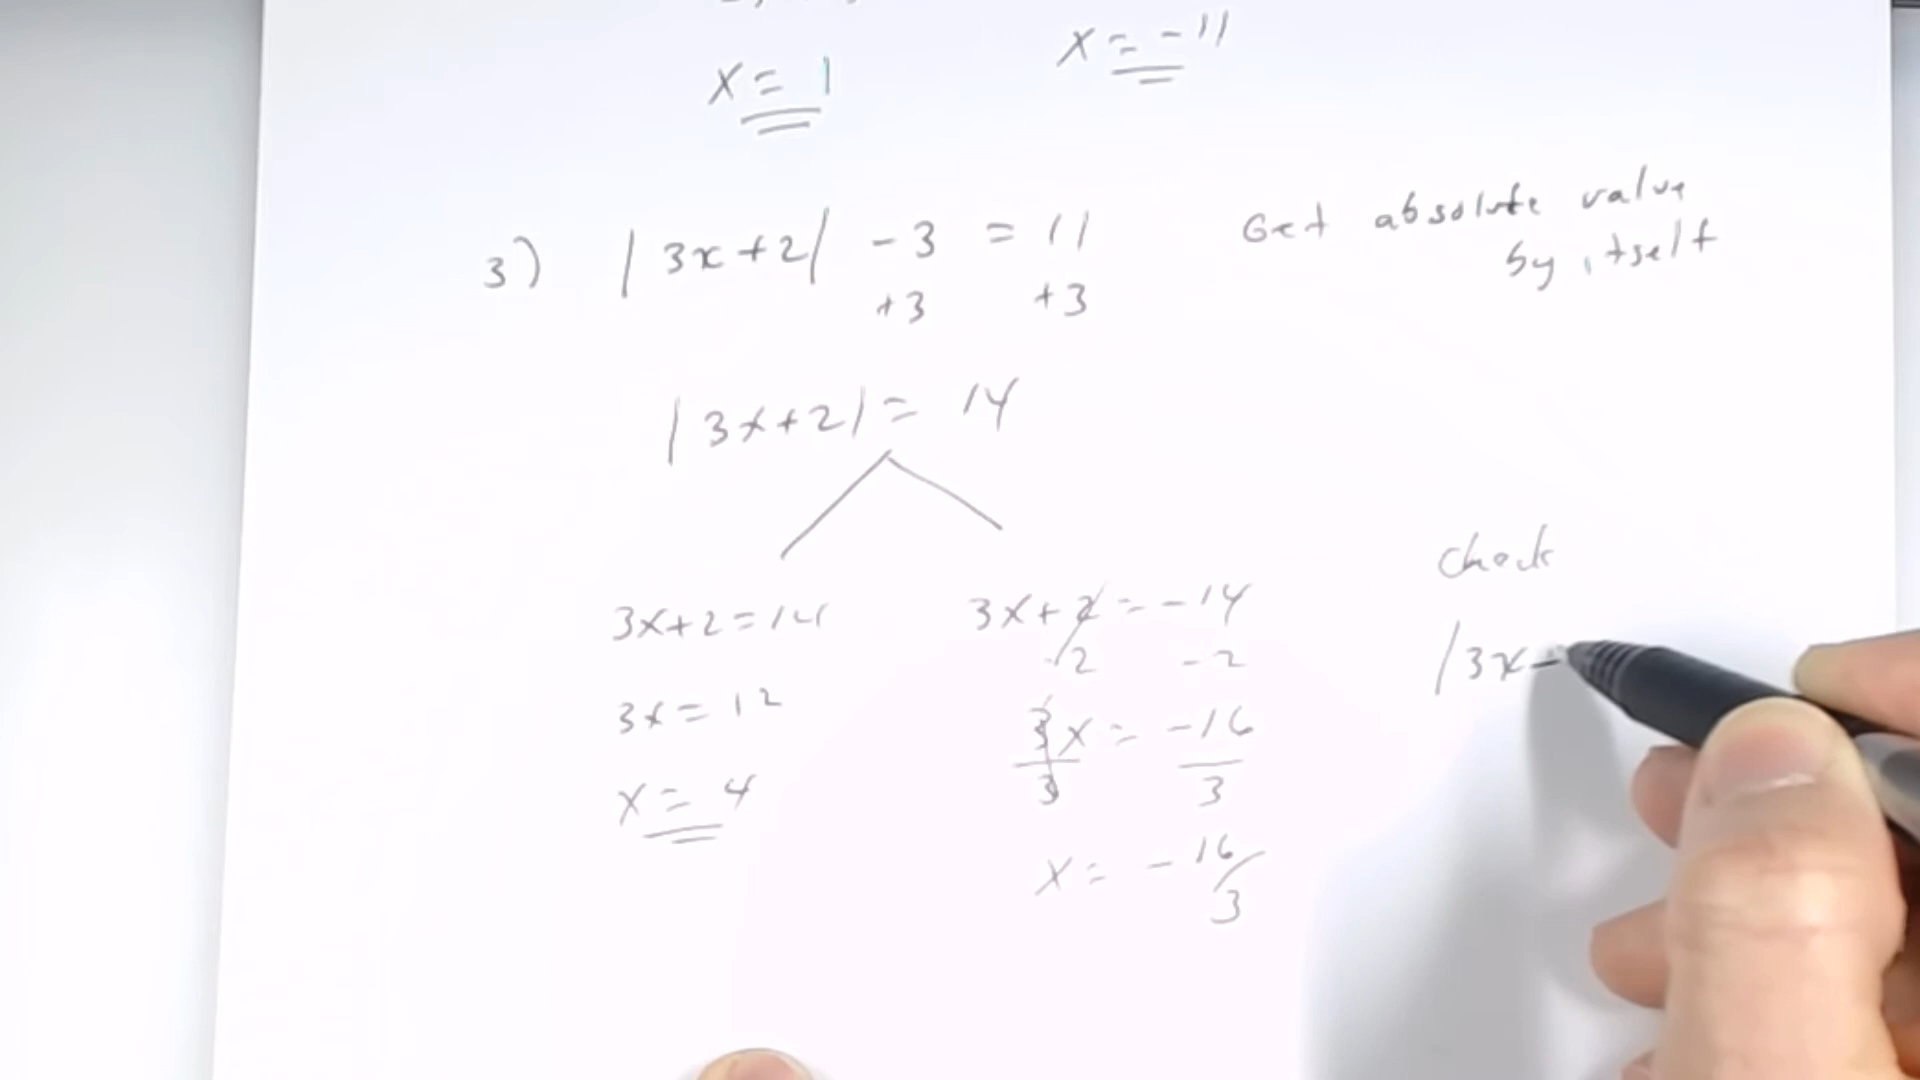 x = 1
x = -11
3) |3x+2| -3 = 11
+3 +3
Get absolute value
by itself
|3x+2| = 14
3x+2=14
3x=12
x=4
3x+2=-14
-2 -2
3x = -16
3 3
x = -16/3
Check
|3x